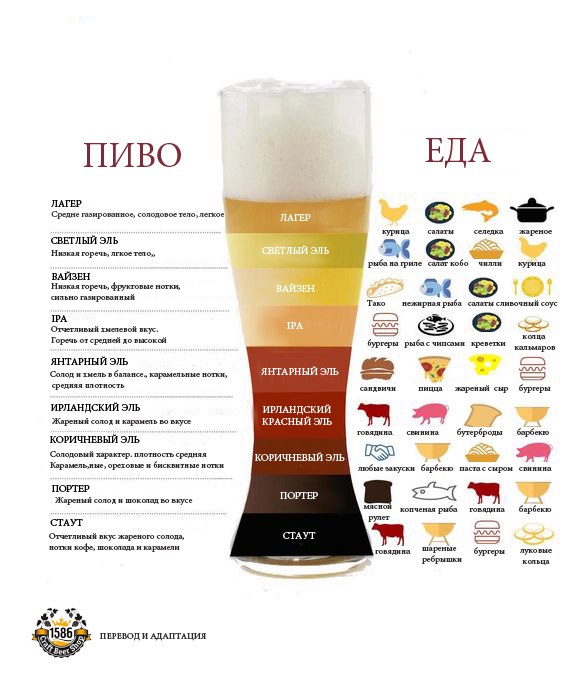 ПИВО
ЕДА
ЛАГЕР
Средне газированное, солодовое тело, легкое
ЛАГЕР
курица салаты селедка жареное
СВЕТЛЫЙ ЭЛЬ
Низкая горечь, лгкое тело,,
СВЕТЛЫЙ ЭЛЬ
рыба на гриле салат кобо чилли курица
ВАЙЗЕН
Низкая горечь, фруктовые нотки,
сильно газированный
ВАЙЗЕН
Тако нежирная рыба салаты сливочный соус
IPA
Отчетливый хмелевой вкус.
Горечь от средней до высокой
IPA
бургеры рыба с чипсами креветки кольца
кальмаров
ЯНТАРНЫЙ ЭЛЬ
Солод и хмель в балансе,, карамельные нотки,
средняя плотность
ЯНТАРНЫЙ ЭЛЬ
сандвичи пицца жареный сыр бургеры
ИРЛАНДСКИЙ ЭЛЬ
Жареный солод и карамель во вкусе
ИРЛАНДСКИЙ
КРАСНЫЙ ЭЛЬ
говядина свинина бутерброды барбекю
КОРИЧНЕВЫЙ ЭЛЬ
Солодовый характер. плотность средняя
Карамель,ные, ореховые и бисквитные нотки
КОРИЧНЕВЫЙ ЭЛЬ
любые закуски барбекю паста с сыром свинина
ПОРТЕР
Жареный солод и шоколад во вкусе
ПОРТЕР
мясной
рулет копченая рыба говядина барбекю
СТАУТ
Отчетливый вкус жареного солода,
нотки кофе, шоколада и карамели
СТАУТ
говядина шареные
ребрышки бургеры луковые
кольца
1586
Craft Beer Shop
ПЕРЕВОД И АДАПТАЦИЯ